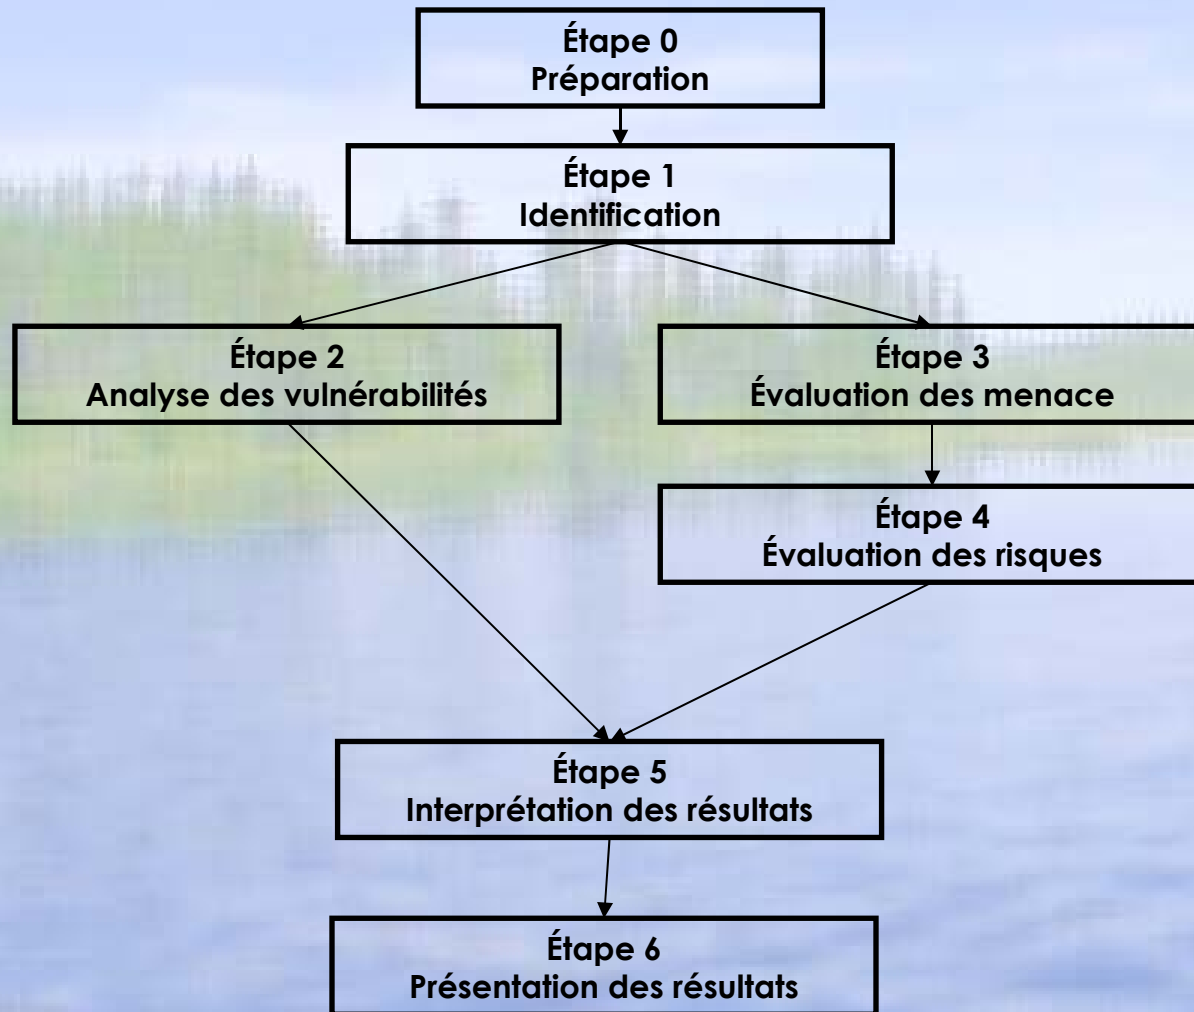 Étape 0
Préparation
Étape 1
Identification
Étape 2
Analyse des vulnérabilités
Étape 3
Évaluation des menace
Étape 4
Évaluation des risques
Étape 5
Interprétation des résultats
Étape 6
Présentation des résultats